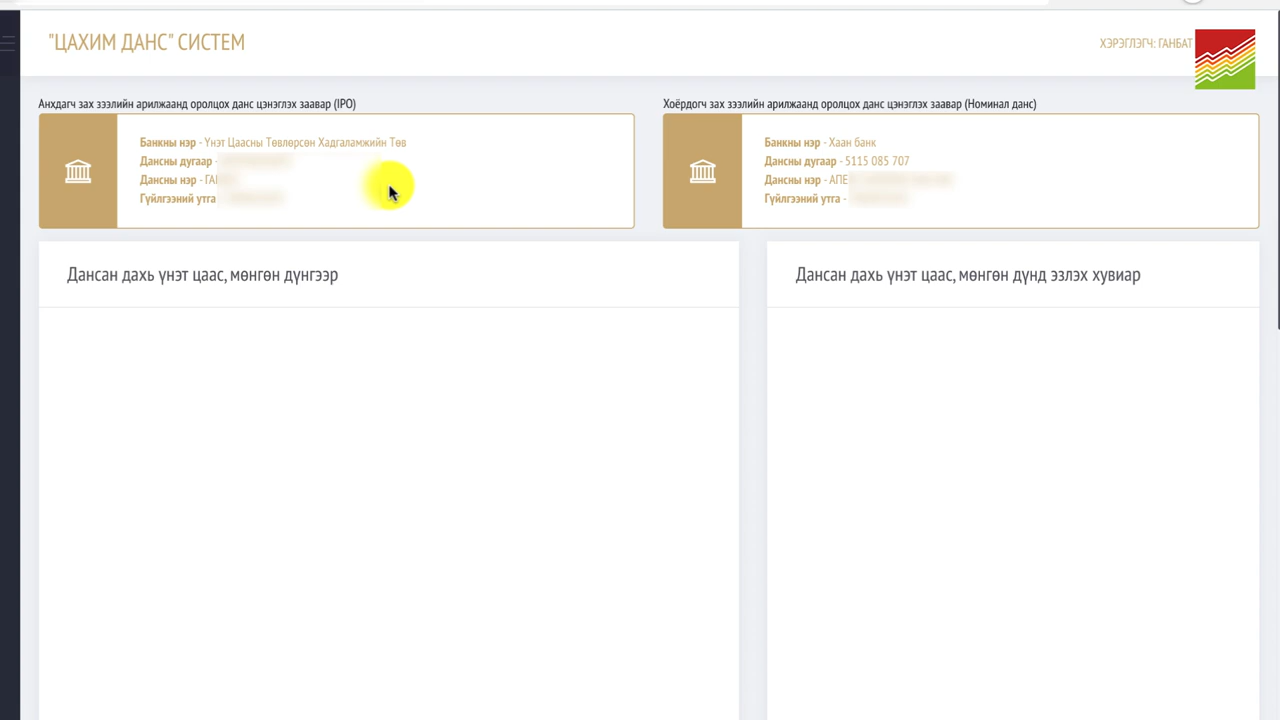 "ЦАХИМ ДАНС" СИСТЕМ
ХЭРЭГЛЭГЧ: ГАНБАТ
Анхдагч зах зээлийн арилжаанд оролцох данс цэнэглэх заавар (IPO)
Банкны нэр - Үнэт Цаасны Төвлөрсөн Хадгаламжийн Төв
Дансны дугаар -
Дансны нэр -
Гүйлгээний утга
Хоёрдогч зах зээлийн арилжаанд оролцох данс цэнэглэх заавар (Номинал данс)
Банкны нэр - Хаан банк
Дансны дугаар - 5115 085 707
Дансны нэр -
Гүйлгээний утга -
Дансан дахь үнэт цаас, мөнгөн дүнгээр
Дансан дахь үнэт цаас, мөнгөн дүнд эзлэх хувиар